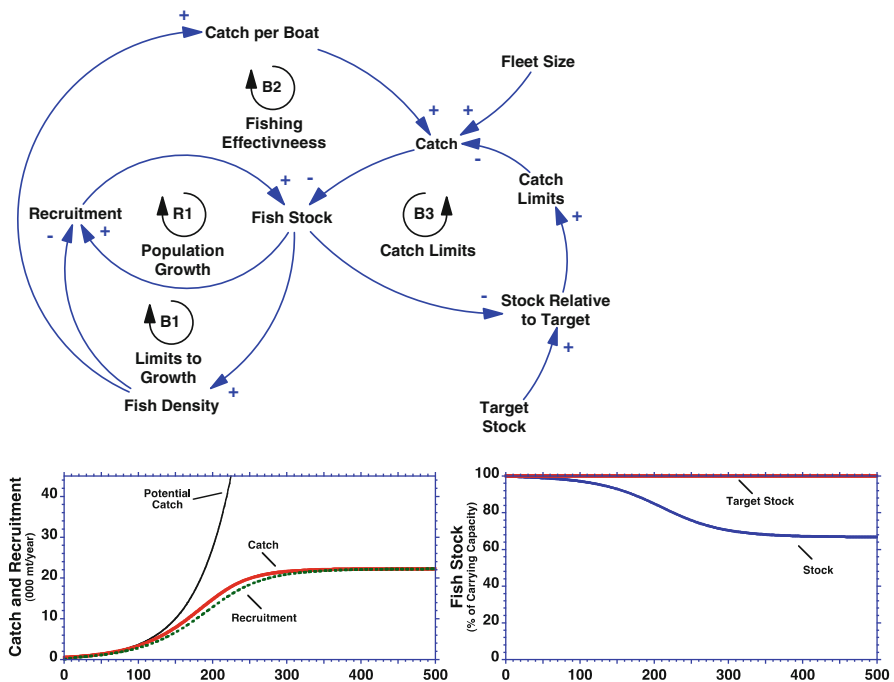 +
Catch per Boat
Fleet Size
B2
Fishing
Effectivneess
+
+
Catch
-
+
-
Catch
Limits
Recruitment
R1
Fish Stock
B3
+
-
+
Population
Growth
Catch Limits
-
Stock Relative
to Target
B1
+
Limits to
Growth
+
Fish Density
Target
Stock
Catch and Recruitment
(000 mt/year)
40
30
20
10
0
Potential
Catch
Catch
Recruitment
0
100
200
300
400
500
Fish Stock
(% of Carrying Capacity)
100
80
60
40
20
0
Target Stock
Stock
0
100
200
300
400
500